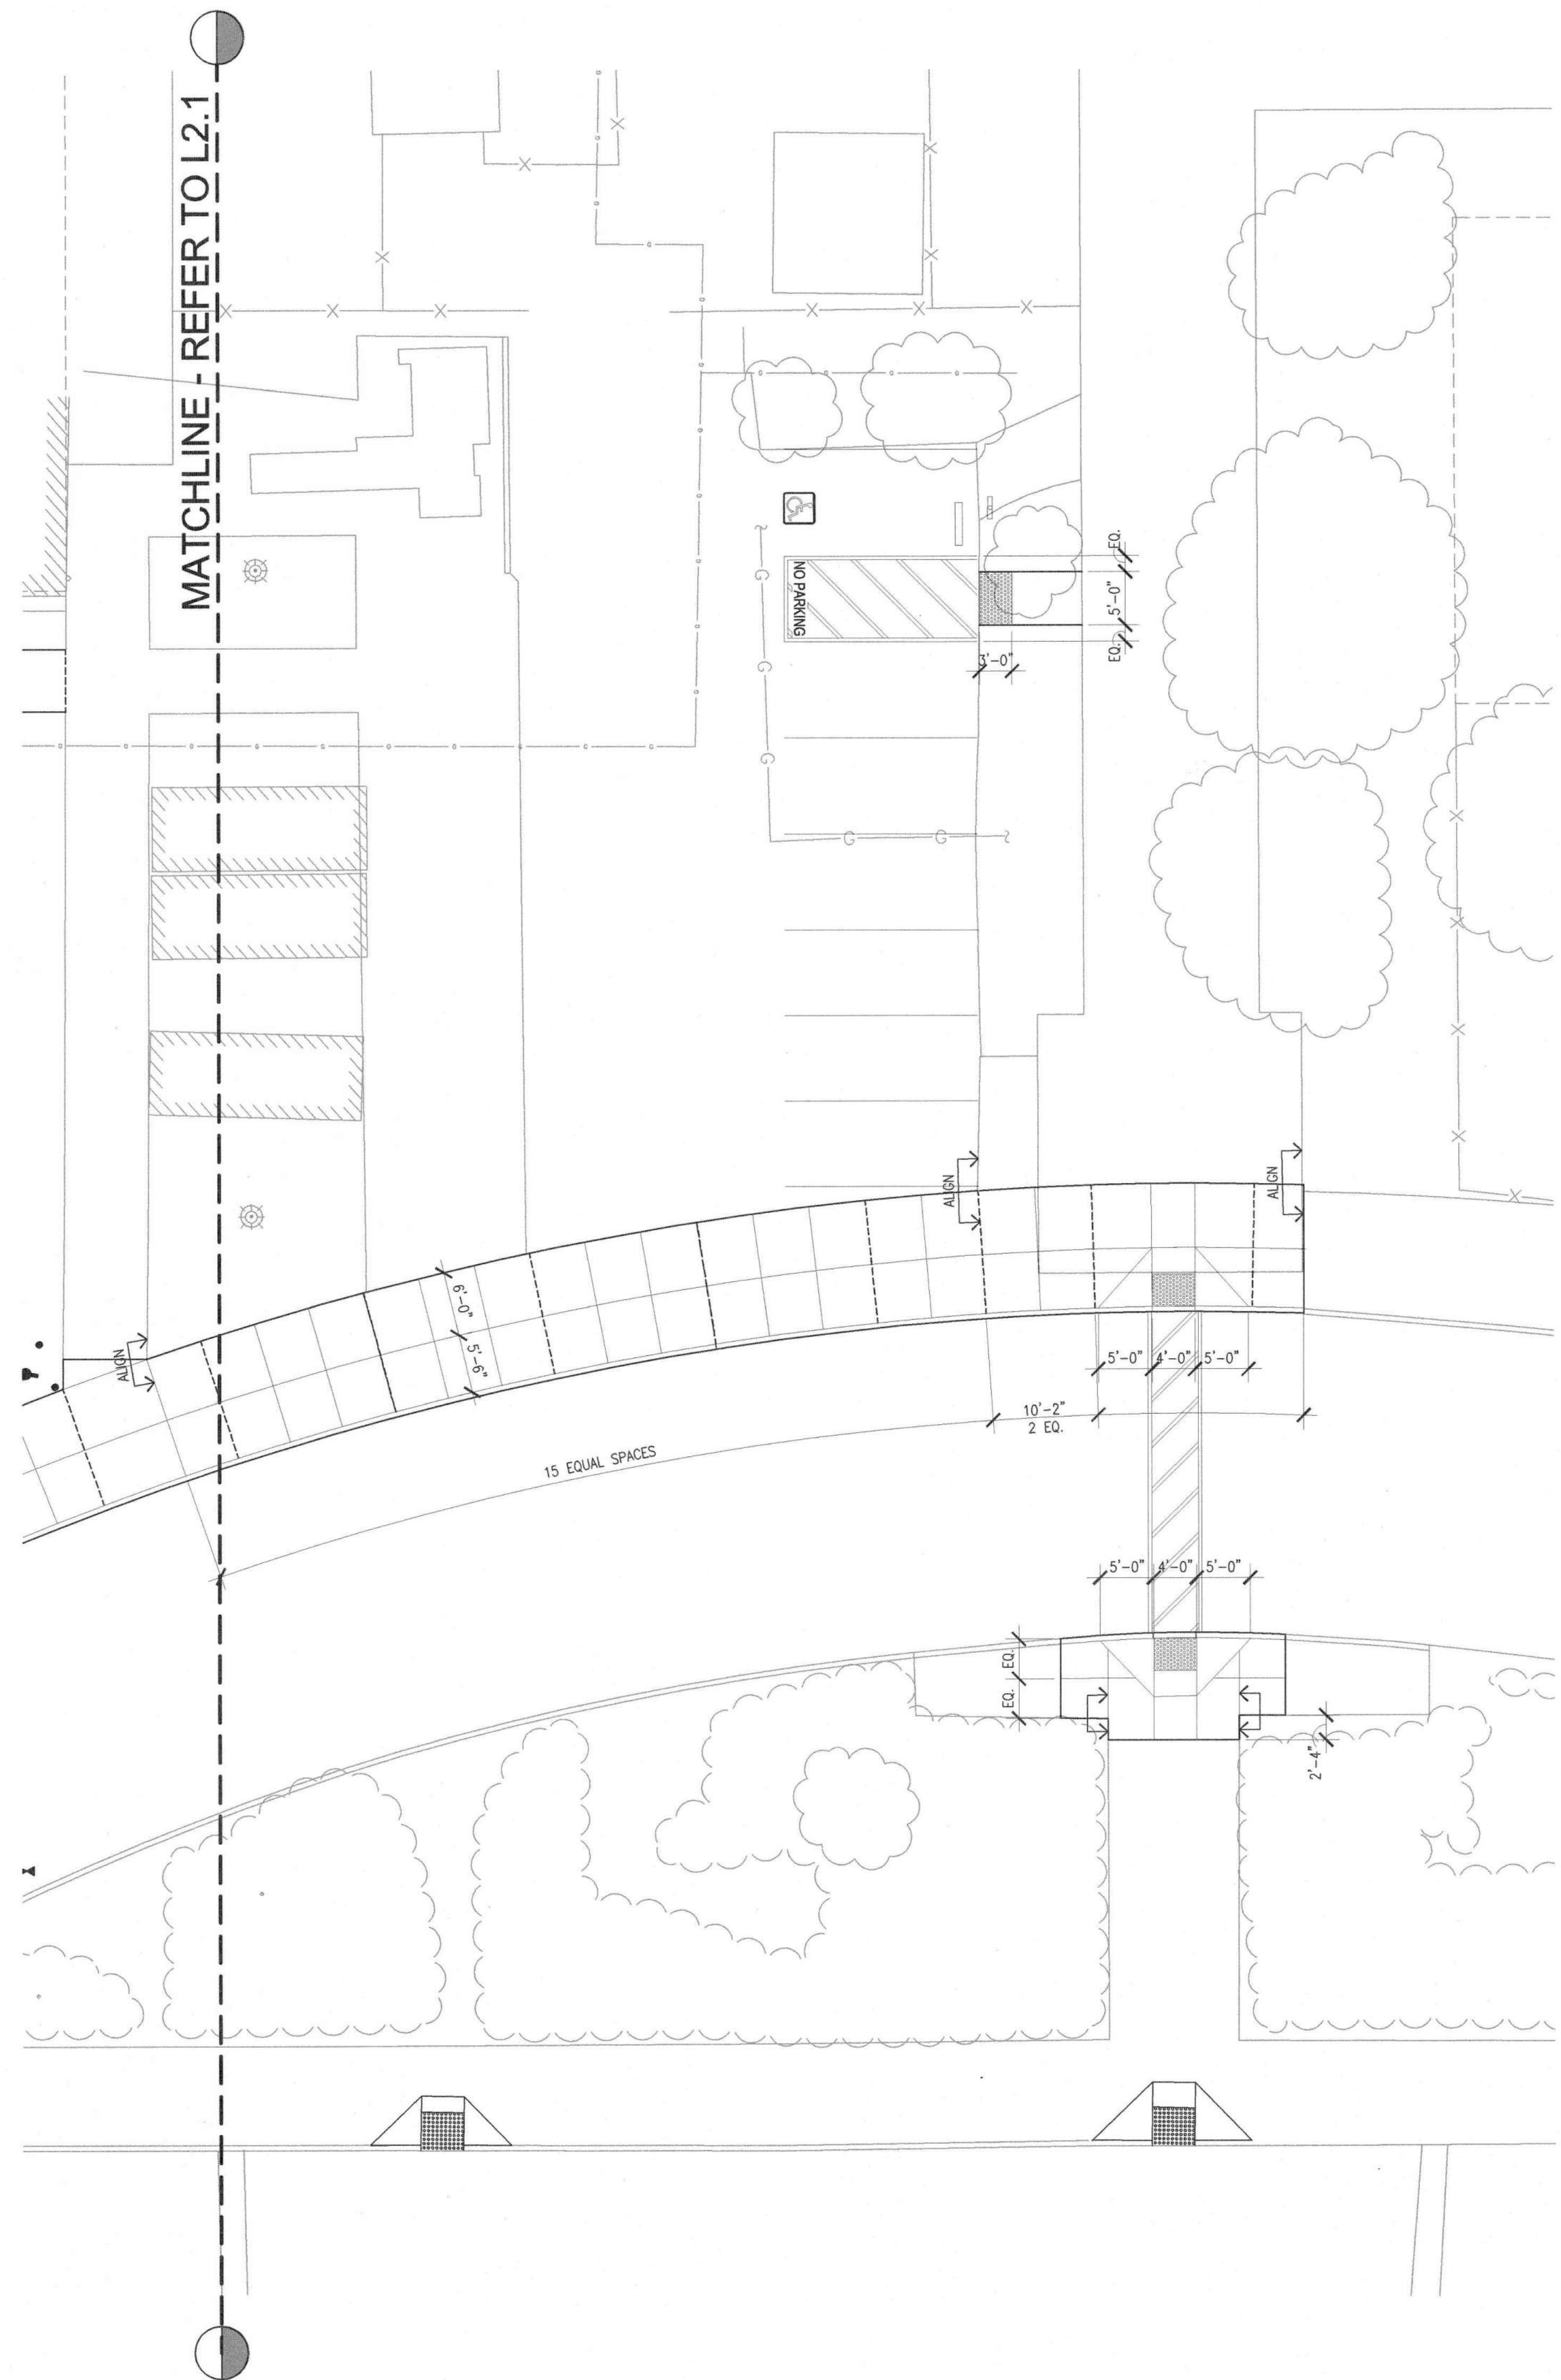 MATCHLINE - REFER TO L2.1
X
X
X
X
X
X
X
X
X
X
X
G
G
G
G
G
NO PARKING
EQ.
5'-0"
EQ.
3'-0"
X
X
X
X
X
ALIGN
ALIGN
ALIGN
6'-0"
5'-6"
5'-0"
4'-0"
5'-0"
10'-2"
2 EQ.
15 EQUAL SPACES
5'-0"
4'-0"
5'-0"
EQ.
EQ.
2'-4"